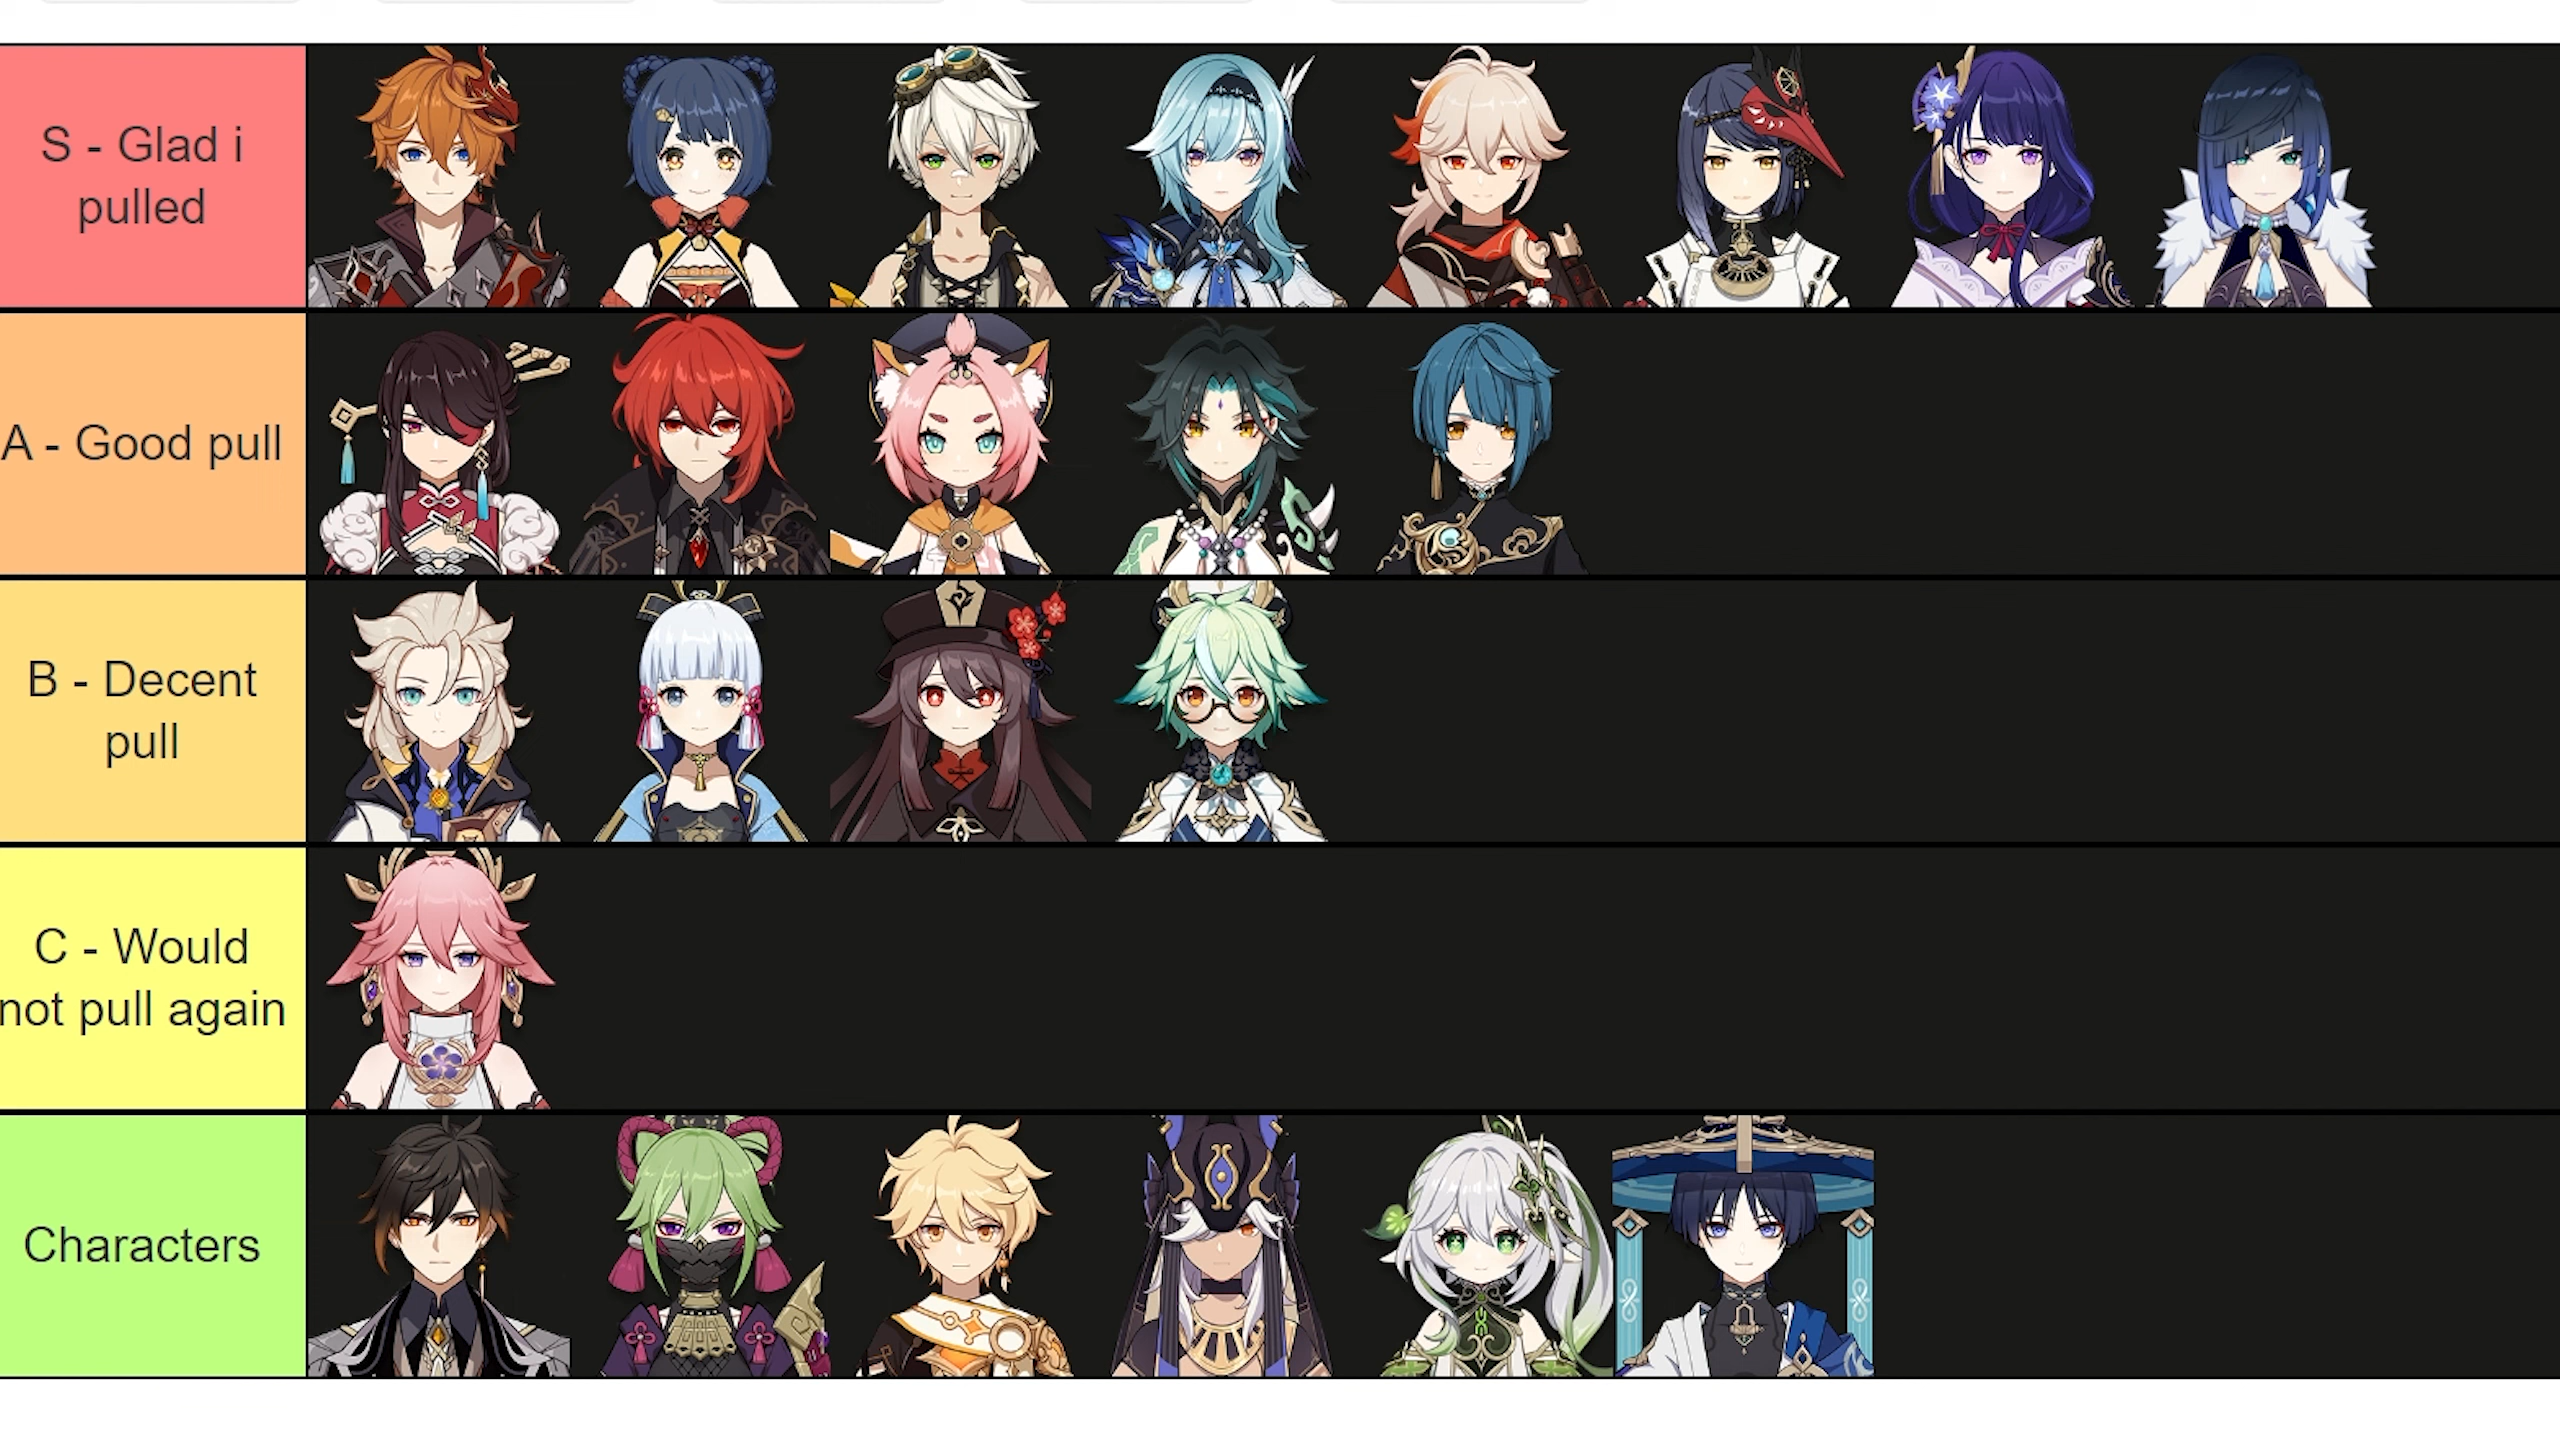 S - Glad i
pulled
A - Good pull
B - Decent
pull
C - Would
not pull again
Characters